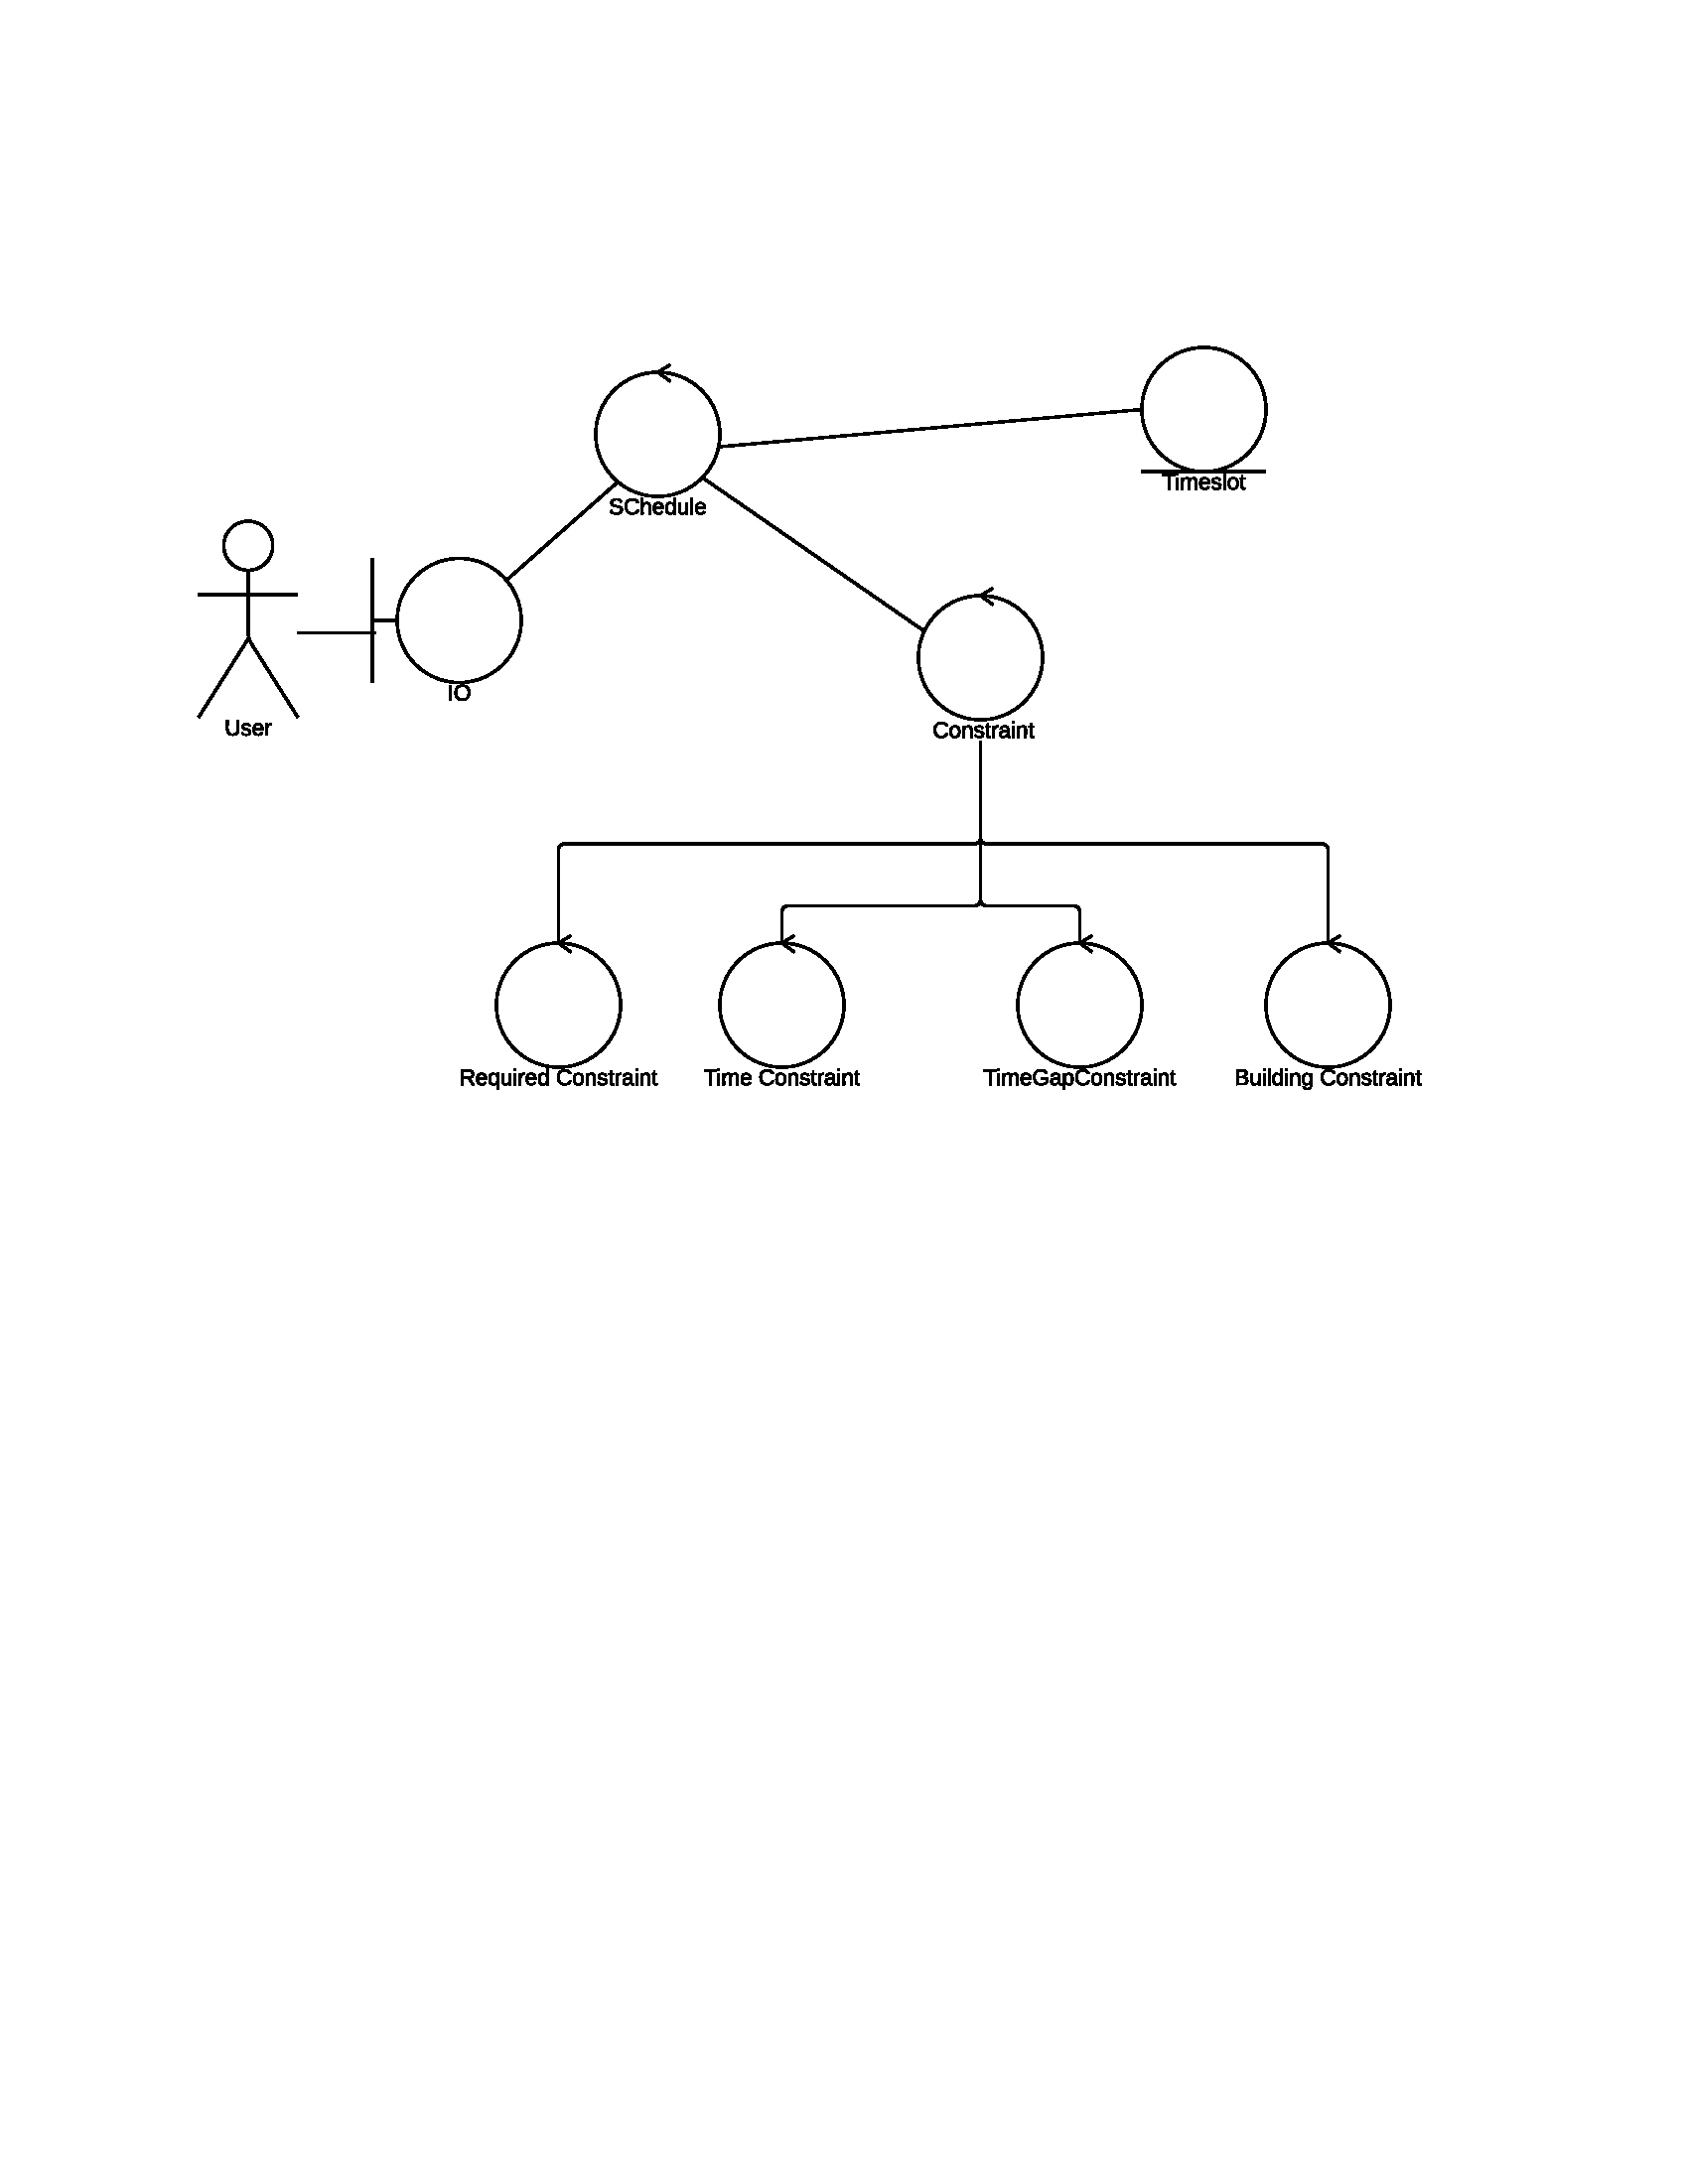 Timeslot
SChedule
IO
User
Constraint
Required Constraint
Time Constraint
TimeGapConstraint
Building Constraint